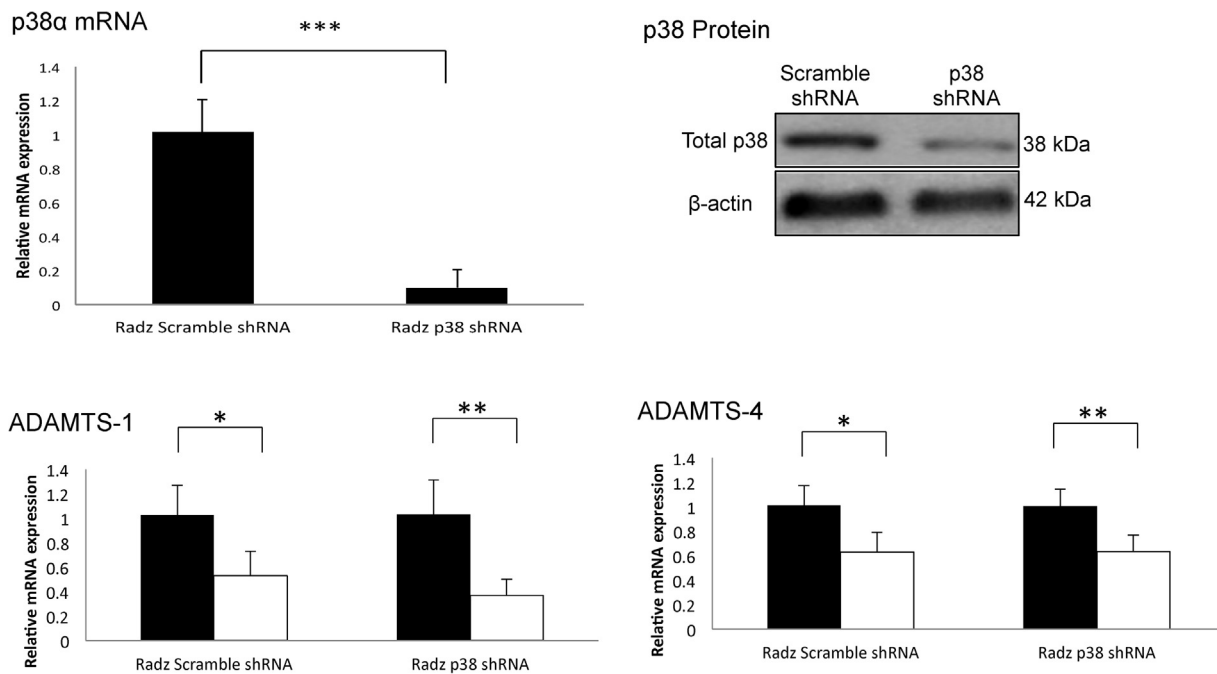 p38α mRNA
***
Relative mRNA expression
1.4
1.2
1
0.8
0.6
0.4
0.2
0
Radz Scramble shRNA
Radz p38 shRNA
p38 Protein
Scramble
shRNA
p38
shRNA
Total p38
38 kDa
β-actin
42 kDa
ADAMTS-1
*
**
Relative mRNA expression
1.4
1.2
1
0.8
0.6
0.4
0.2
0
Radz Scramble shRNA
Radz p38 shRNA
ADAMTS-4
*
**
Relative mRNA expression
1.4
1.2
1
0.8
0.6
0.4
0.2
0
Radz Scramble shRNA
Radz p38 shRNA